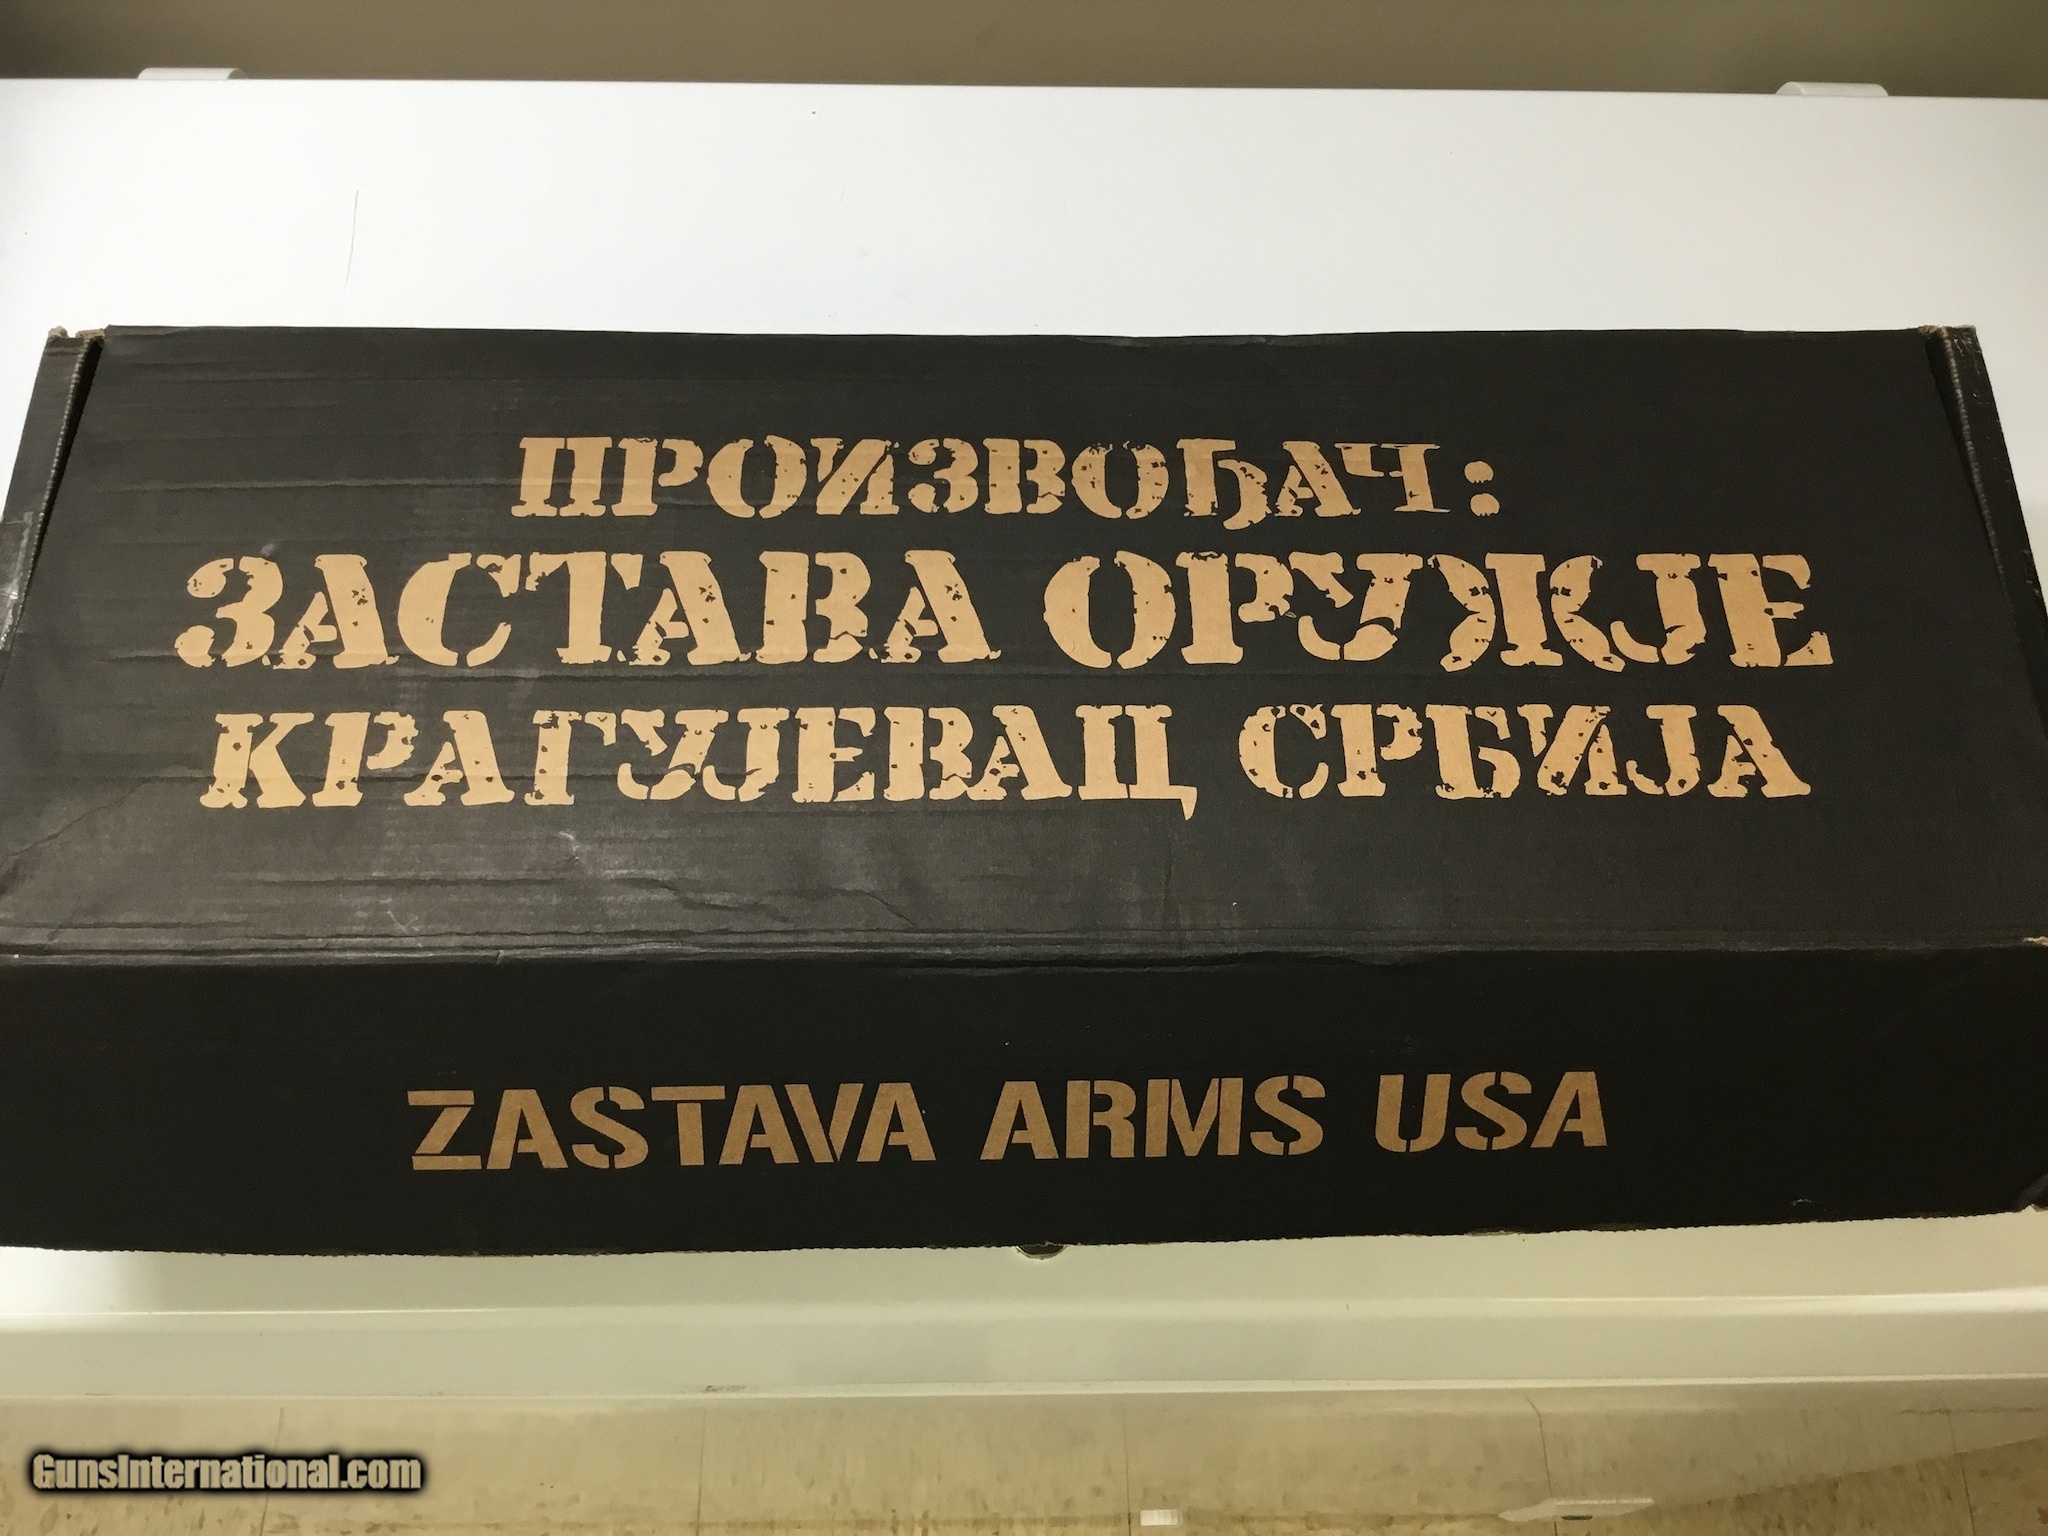 ПРОИЗВОЂАЧ:
ЗАСТАВА ОРУЖЈЕ
КРАГУЈЕВАЦ СРБИЈА
ZASTAVA ARMS USA
GunsInternational.com